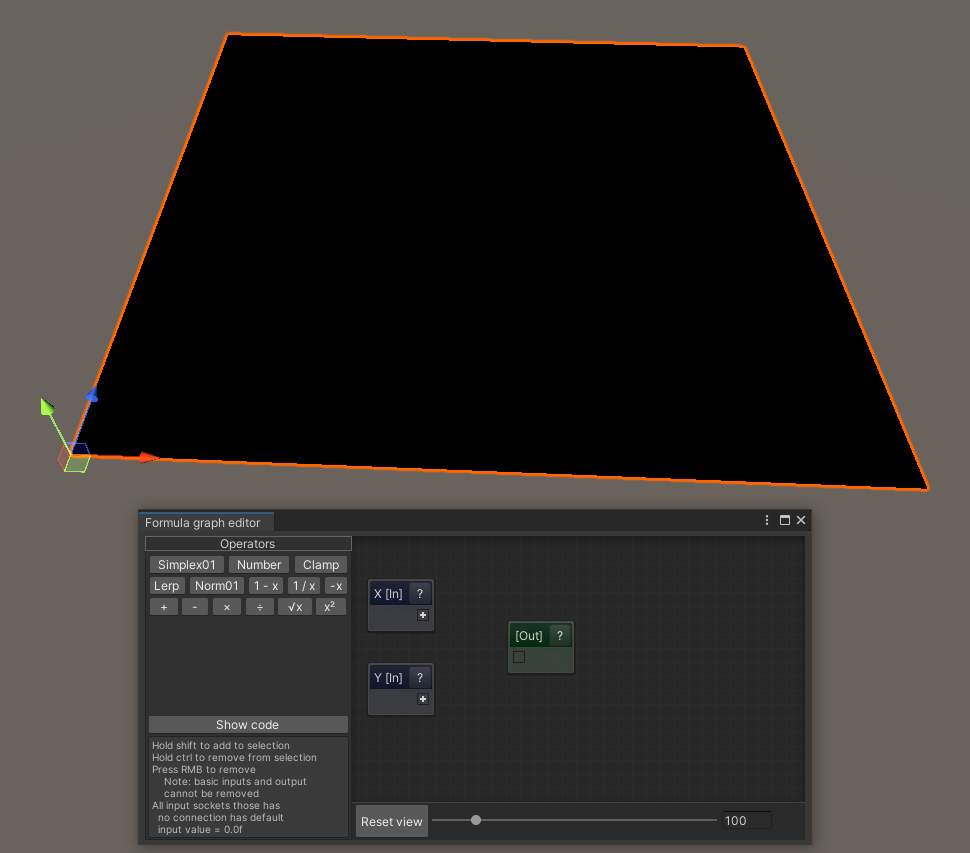 Formula graph editor
Operators
Simplex01 Number Clamp
Lerp Norm01 1 - x 1 / x -x
+ - × ÷ √x x²
Show code
Hold shift to add to selection
Hold ctrl to remove from selection
Press RMB to remove
Note: basic inputs and output
cannot be removed
All input sockets those has
no connection has default
input value = 0.0f
X [In] ?
Y [In] ?
[Out] ?
Reset view 100